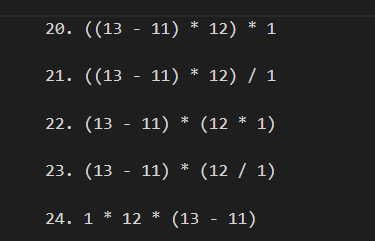 20. ((13 - 11) * 12) * 1
21. ((13 - 11) * 12) / 1
22. (13 - 11) * (12 * 1)
23. (13 - 11) * (12 / 1)
24. 1 * 12 * (13 - 11)